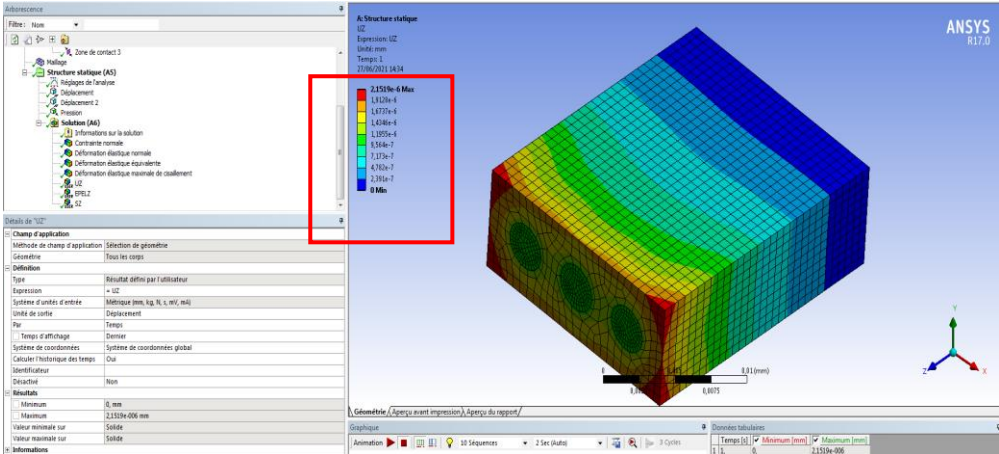 Arborescence
Filtre: Nom
Zone de contact 3
Maillage
Structure statique (A5)
Réglages de l'analyse
Déplacement
Déplacement 2
Pression
Solution (A6)
Informations sur la solution
Contrainte normale
Déformation élastique normale
Déformation élastique équivalente
Déformation élastique maximale de cisaillement
UZ
EPELZ
SZ
Détails de "UZ"
Champ d'application
Méthode de champ d'application Sélection de géométrie
Géométrie Tous les corps
Définition
Type Résultat défini par l'utilisateur
Expression = UZ
Système d'unités d'entrée Métrique (mm, kg, N, s, mV, mA)
Unité de sortie Déplacement
Par Temps
Temps d'affichage Dernier
Système de coordonnées Système de coordonnées global
Calculer l'historique des temps Oui
Identificateur
Désactivé Non
Résultats
Minimum 0, mm
Maximum 2,1519e-006 mm
Valeur minimale sur Solide
Valeur maximale sur Solide
Informations
A: Structure statique
UZ
Expression: UZ
Unité: mm
Temps: 1
27/06/2021 14:34
2,1519e-6 Max
1,9128e-6
1,6737e-6
1,4346e-6
1,1955e-6
9,564e-7
7,173e-7
4,782e-7
2,391e-7
0 Min
ANSYS
R17.0
Y
Z
X
0
0,01 (mm)
0,0075
Géométrie Aperçu avant impression Aperçu du rapport
Graphique
Animation 10 Séquences 2 Sec (Auto) 3 Cycles
Données tabulaires
Temps [s] Minimum [mm] Maximum [mm]
1 1, 0, 2,1519e-006